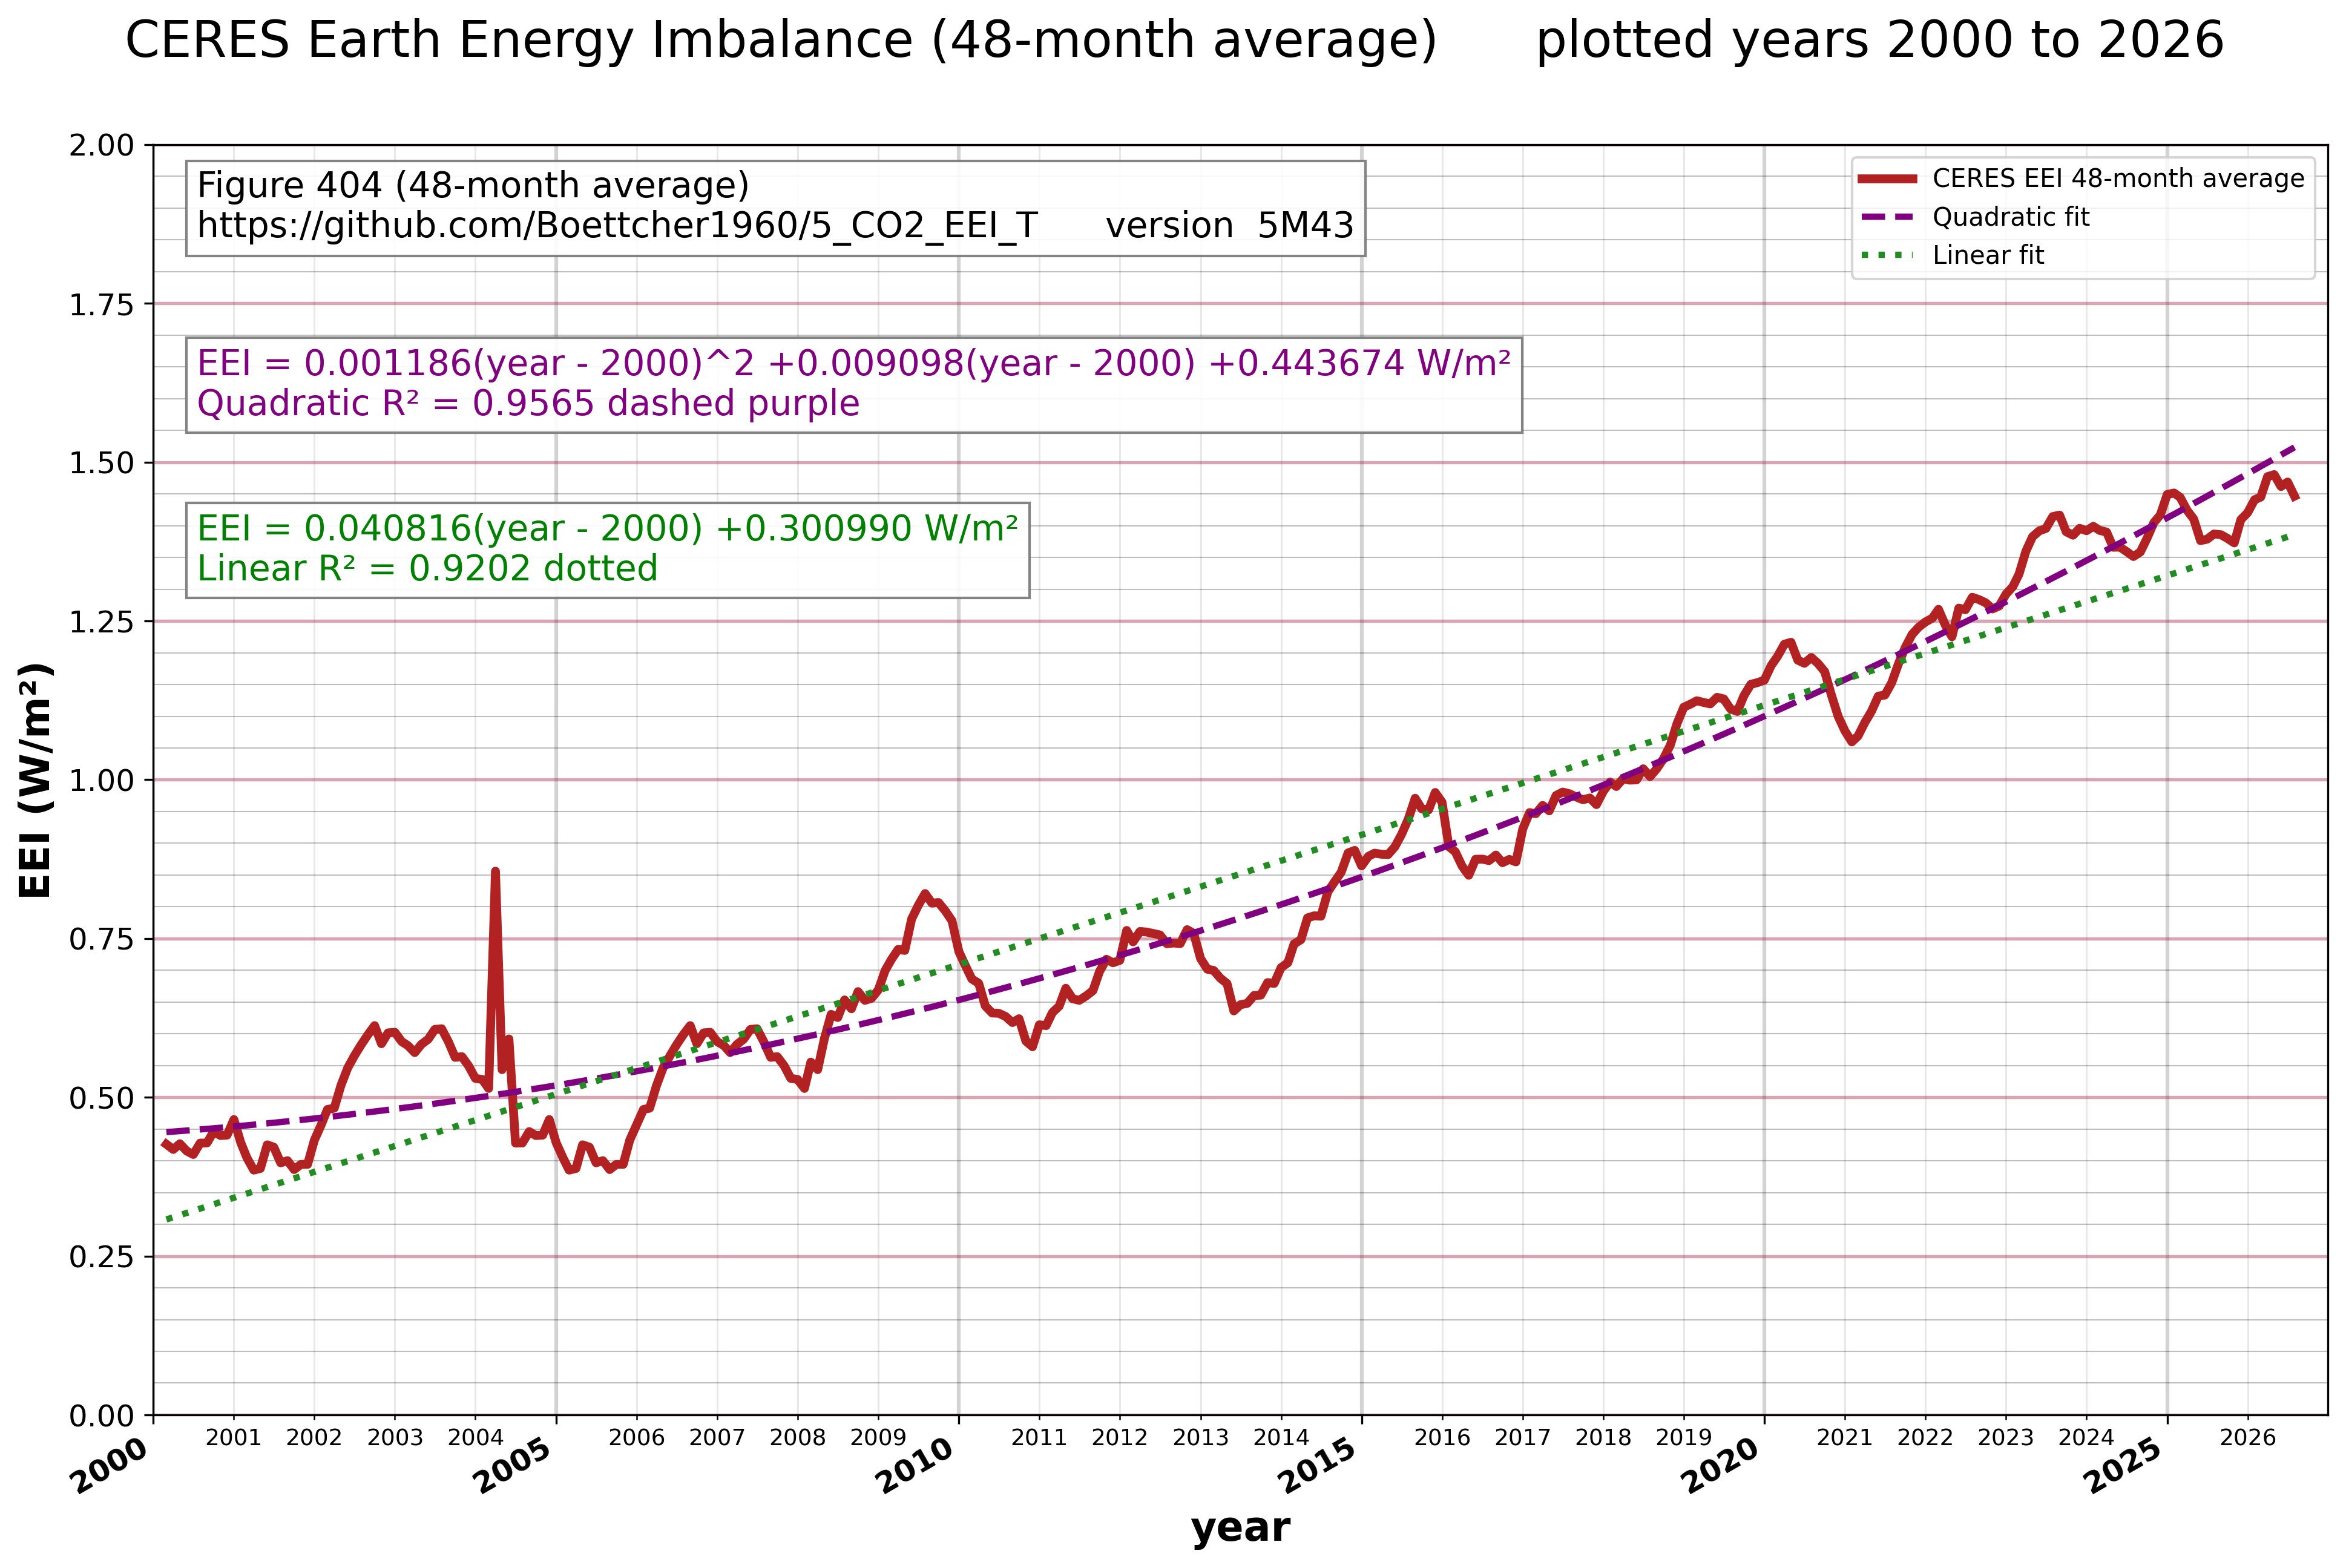 CERES Earth Energy Imbalance (48-month average)      plotted years 2000 to 2026
2.00
Figure 404 (48-month average)
https://github.com/Boettcher1960/5_CO2_EEI_T      version  5M43
CERES EEI 48-month average
Quadratic fit
Linear fit
1.75
EEI = 0.001186(year - 2000)^2 +0.009098(year - 2000) +0.443674 W/m²
Quadratic R² = 0.9565 dashed purple
1.50
EEI = 0.040816(year - 2000) +0.300990 W/m²
Linear R² = 0.9202 dotted
1.25
1.00
0.75
0.50
0.25
0.00
EEI (W/m²)
2000 2001 2002 2003 2004 2005 2006 2007 2008 2009 2010 2011 2012 2013 2014 2015 2016 2017 2018 2019 2020 2021 2022 2023 2024 2025 2026
year